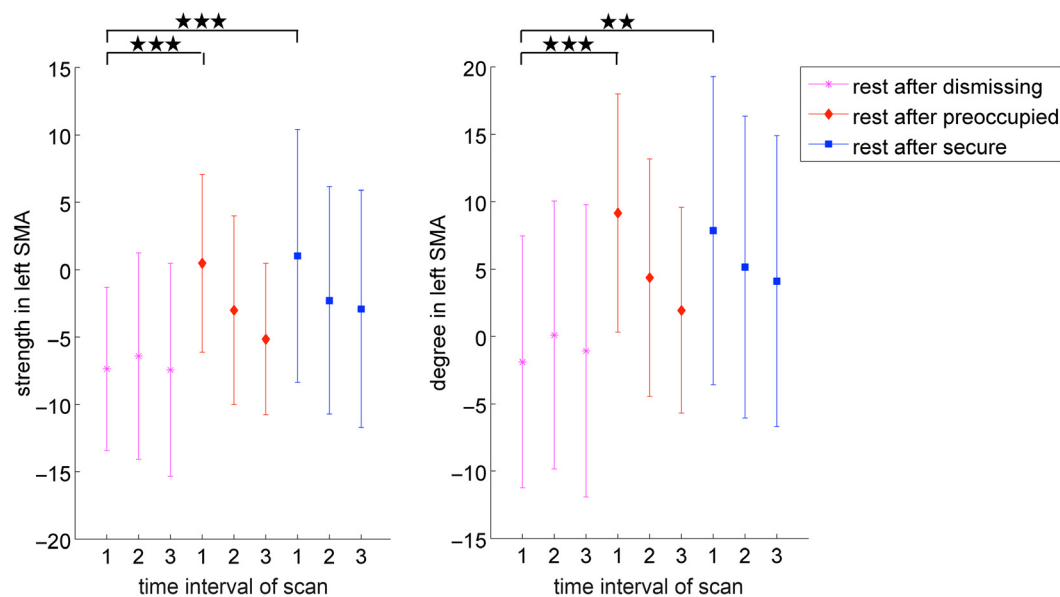 ★★★
★★★
15
10
5
0
−5
−10
−15
−20
strength in left SMA
1 2 3 1 2 3 1 2 3
time interval of scan
★★
★★★
20
15
10
5
0
−5
−10
−15
degree in left SMA
1 2 3 1 2 3 1 2 3
time interval of scan
rest after dismissing
rest after preoccupied
rest after secure